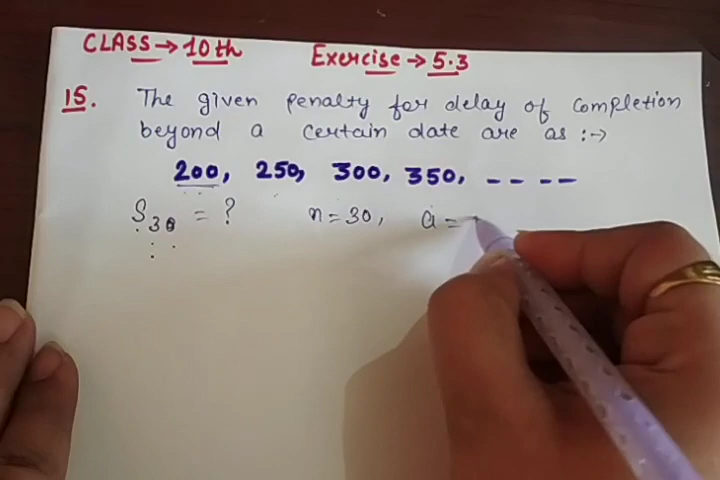 CLASS → 10th Exercise → 5.3
15. The given penalty for delay of completion
beyond a certain date are as :→
200, 250, 300, 350, ----
S30 = ? n = 30, a =